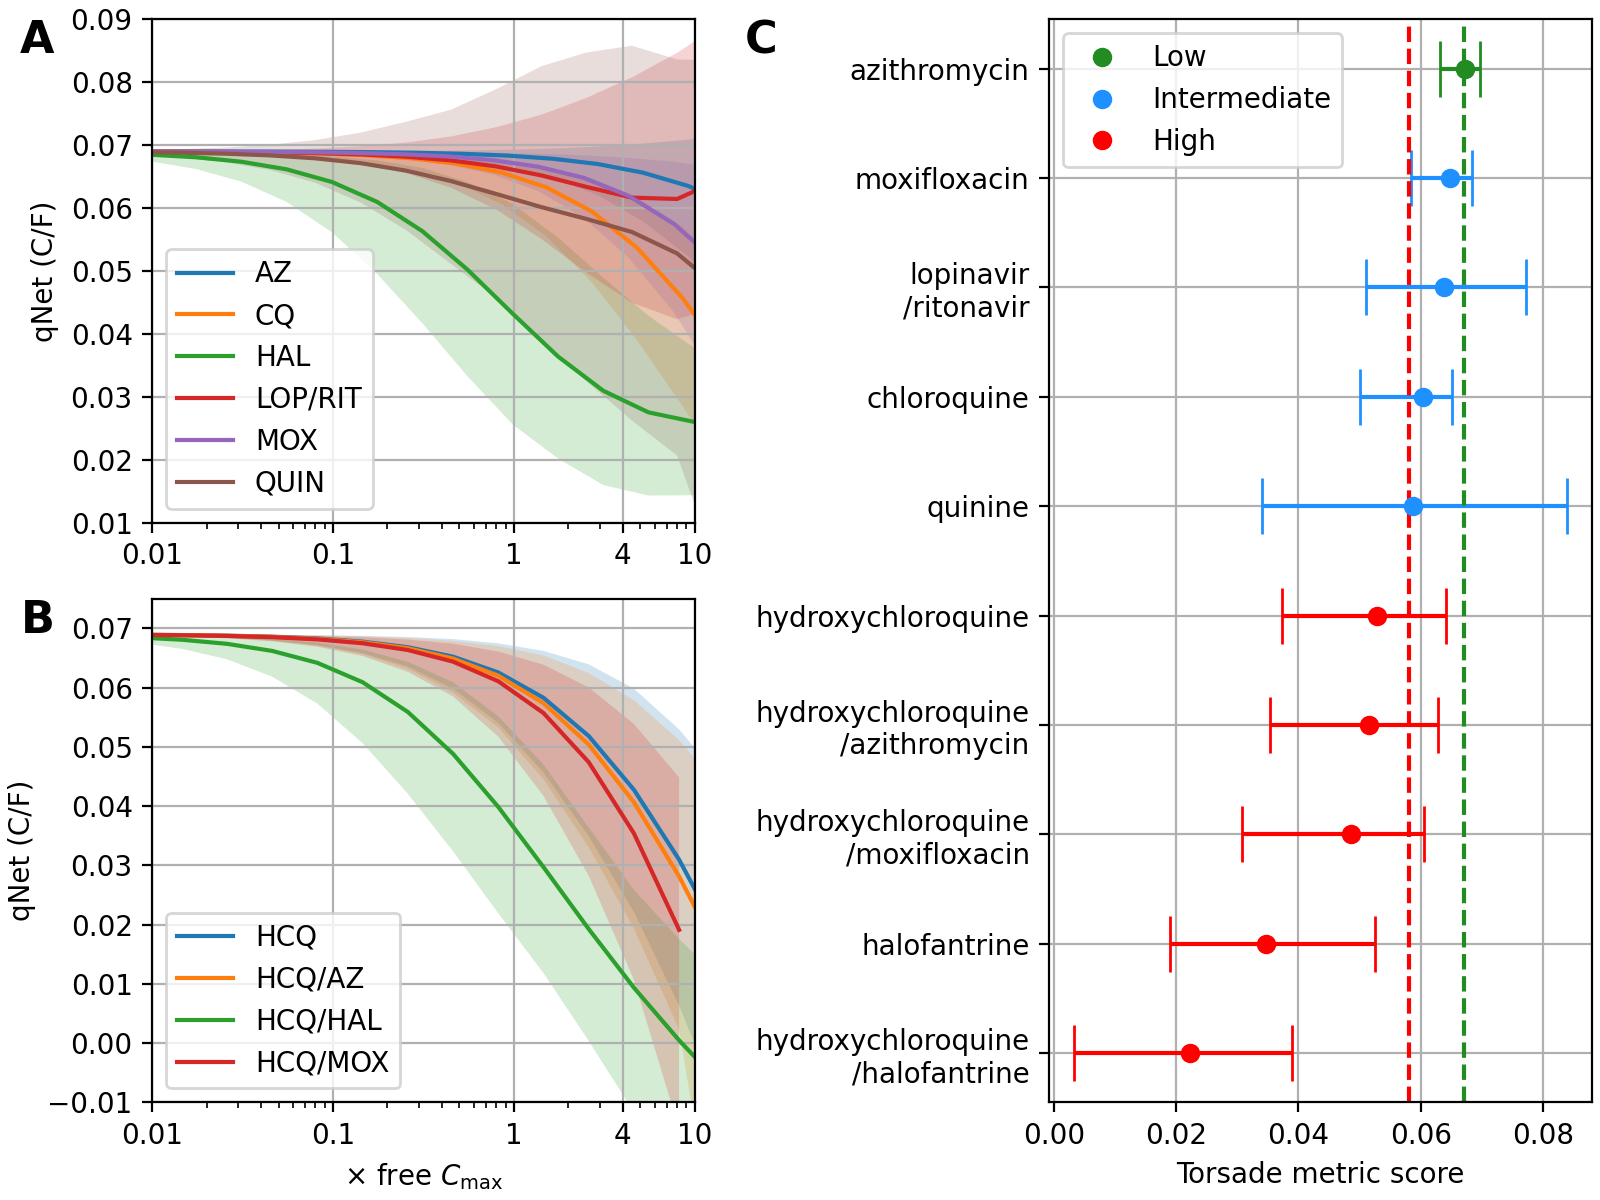 A
0.09
0.08
0.07
0.06
0.05
0.04
0.03
0.02
0.01
qNet (C/F)
AZ
CQ
HAL
LOP/RIT
MOX
QUIN
0.01
0.1
1
4
10
B
0.07
0.06
0.05
0.04
0.03
0.02
0.01
0.00
−0.01
qNet (C/F)
HCQ
HCQ/AZ
HCQ/HAL
HCQ/MOX
0.01
0.1
1
4
10
× free Cmax
C
Low
Intermediate
High
azithromycin
moxifloxacin
lopinavir
/ritonavir
chloroquine
quinine
hydroxychloroquine
hydroxychloroquine
/azithromycin
hydroxychloroquine
/moxifloxacin
halofantrine
hydroxychloroquine
/halofantrine
0.00
0.02
0.04
0.06
0.08
Torsade metric score